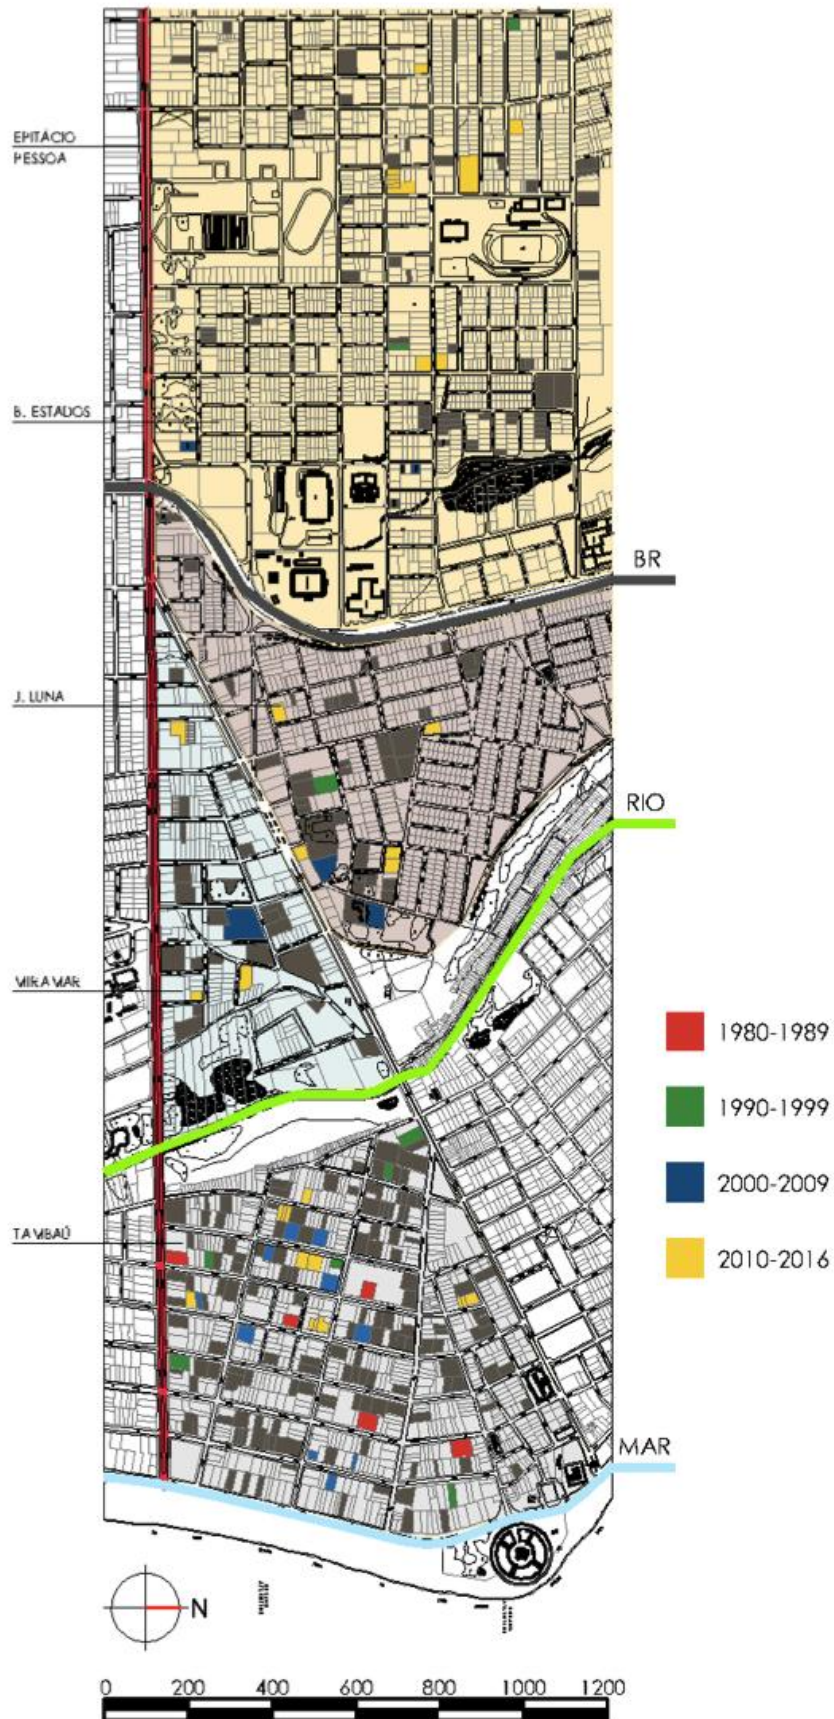 EPITÁCIO
PESSOA
B. ESTADOS
BR
J. LUNA
RIO
MIRAMAR
1980-1989
1990-1999
2000-2009
TAMBAÚ
2010-2016
MAR
N
0 200 400 600 800 1000 1200